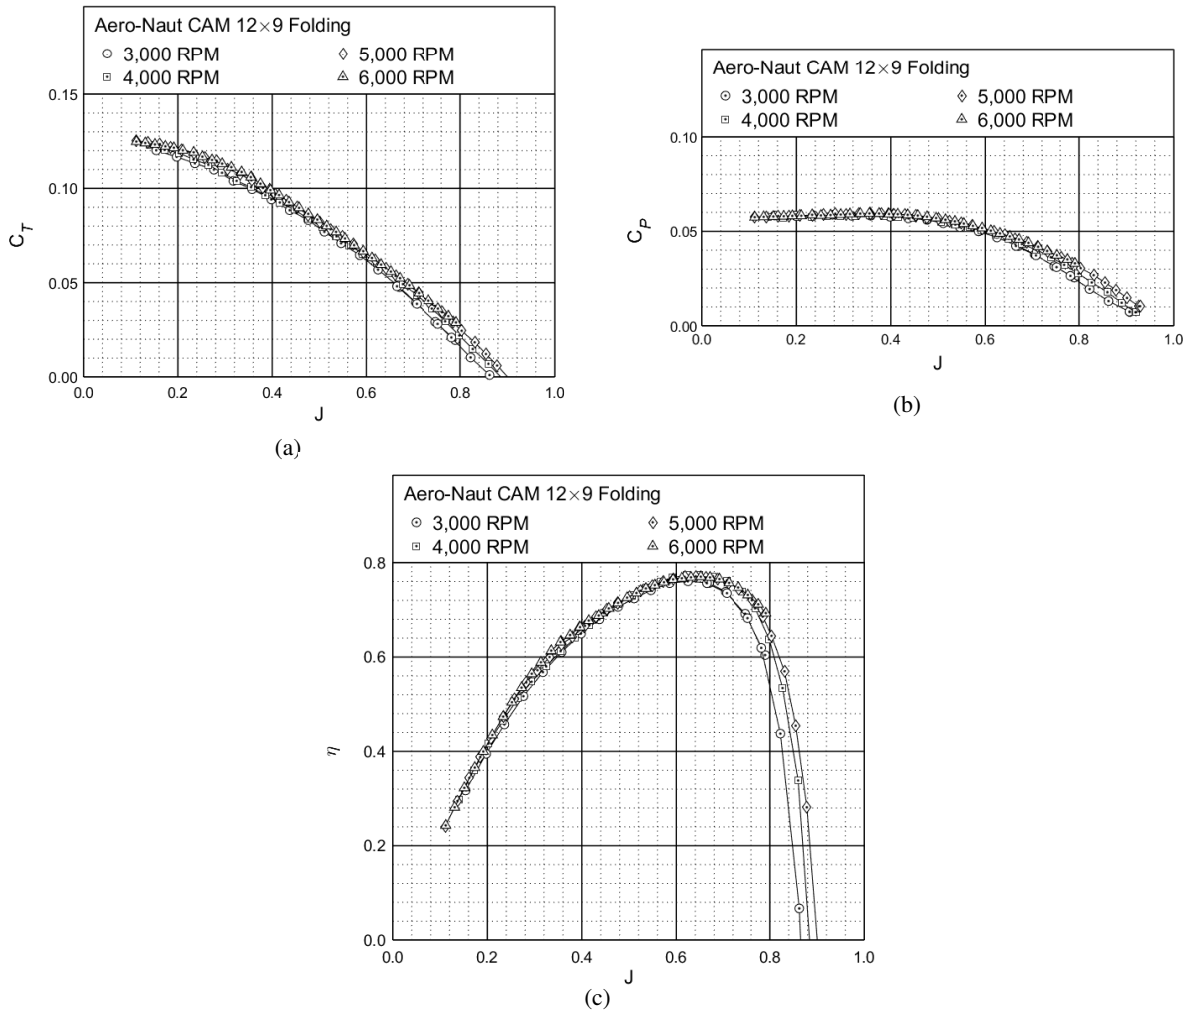 Aero-Naut CAM 12×9 Folding
3,000 RPM 5,000 RPM
4,000 RPM 6,000 RPM
0.15
0.10
0.05
0.00
C_T
0.0 0.2 0.4 0.6 0.8 1.0
J
(a)
Aero-Naut CAM 12×9 Folding
3,000 RPM 5,000 RPM
4,000 RPM 6,000 RPM
0.10
0.05
0.00
C_P
0.0 0.2 0.4 0.6 0.8 1.0
J
(b)
Aero-Naut CAM 12×9 Folding
3,000 RPM 5,000 RPM
4,000 RPM 6,000 RPM
0.8
0.6
0.4
0.2
0.0
η
0.0 0.2 0.4 0.6 0.8 1.0
J
(c)